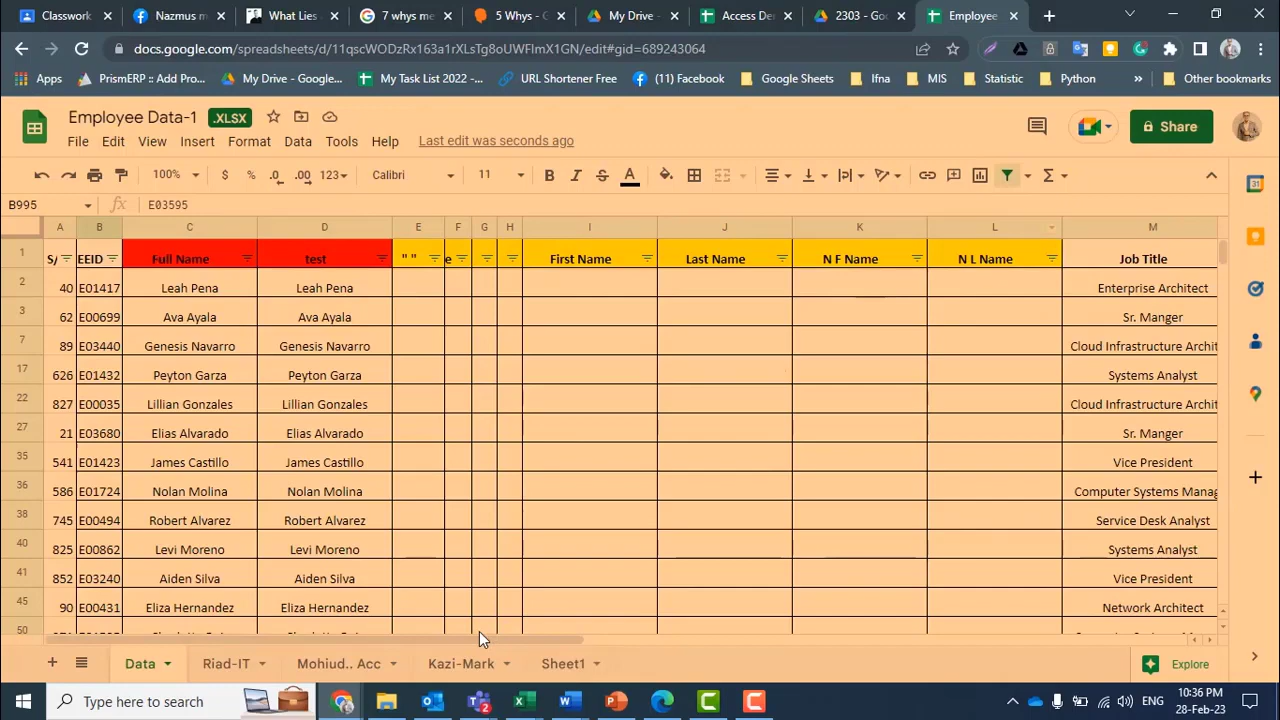 Classwork
Nazmus m
What Lies
7 whys me
5 Whys - G
My Drive -
Access De
2303 - Goo
Employee
docs.google.com/spreadsheets/d/11qscWODzRx163a1rXLsTg8oUWFlmX1GN/edit#gid=689243064
Apps
PrismERP :: Add Pro...
My Drive - Google...
My Task List 2022 -...
URL Shortener Free
(11) Facebook
Google Sheets
Ifna
MIS
Statistic
Python
»
Other bookmarks
Employee Data-1 .XLSX
File Edit View Insert Format Data Tools Help Last edit was seconds ago
Share
100% $ % .0 .00 123 Calibri 11 B I S A Σ
B995 fx E03595
A B C D E F G H I J K L M
1 S/ EEID Full Name test " " e First Name Last Name N F Name N L Name Job Title
2 40 E01417 Leah Pena Leah Pena Enterprise Architect
3 62 E00699 Ava Ayala Ava Ayala Sr. Manger
7 89 E03440 Genesis Navarro Genesis Navarro Cloud Infrastructure Archit
17 626 E01432 Peyton Garza Peyton Garza Systems Analyst
22 827 E00035 Lillian Gonzales Lillian Gonzales Cloud Infrastructure Archit
27 21 E03680 Elias Alvarado Elias Alvarado Sr. Manger
35 541 E01423 James Castillo James Castillo Vice President
36 586 E01724 Nolan Molina Nolan Molina Computer Systems Manag
38 745 E00494 Robert Alvarez Robert Alvarez Service Desk Analyst
40 825 E00862 Levi Moreno Levi Moreno Systems Analyst
41 852 E03240 Aiden Silva Aiden Silva Vice President
45 90 E00431 Eliza Hernandez Eliza Hernandez Network Architect
50
Data Riad-IT Mohiud.. Acc Kazi-Mark Sheet1
Explore
Type here to search
ENG
10:36 PM
28-Feb-23